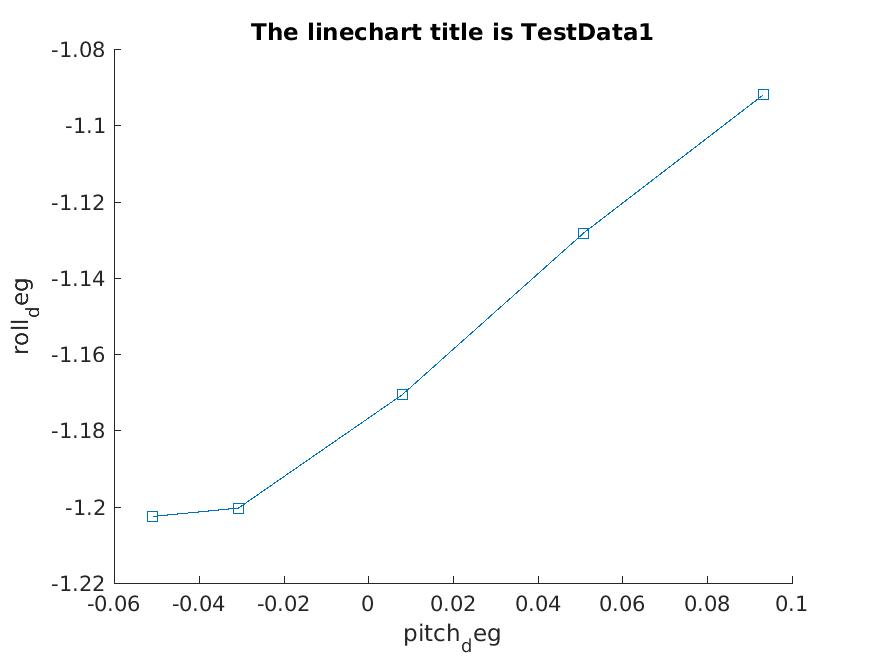 The linechart title is TestData1
-1.08
-1.1
-1.12
-1.14
-1.16
-1.18
-1.2
-1.22
roll_deg
-0.06 -0.04 -0.02 0 0.02 0.04 0.06 0.08 0.1
pitch_deg